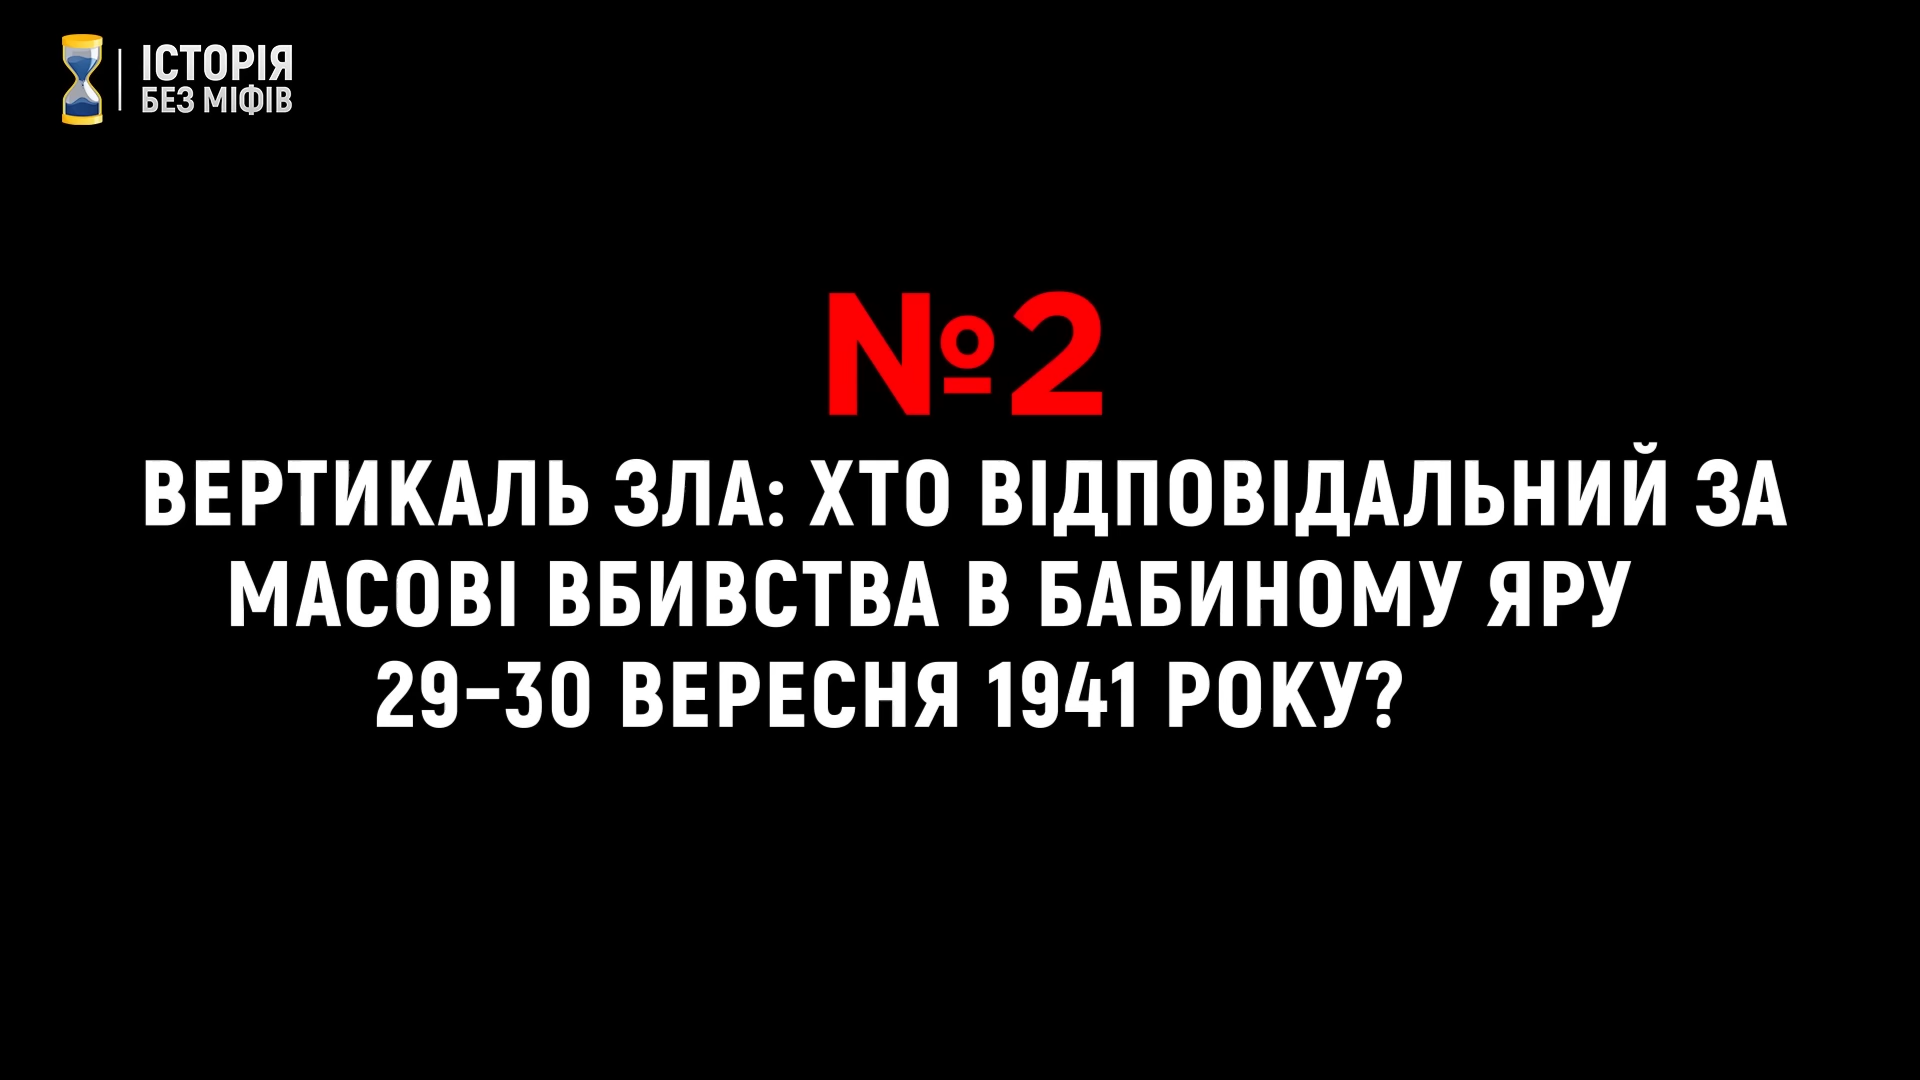 ІСТОРІЯ
БЕЗ МІФІВ
№2
ВЕРТИКАЛЬ ЗЛА: ХТО ВІДПОВІДАЛЬНИЙ ЗА
МАСОВІ ВБИВСТВА В БАБИНОМУ ЯРУ
29–30 ВЕРЕСНЯ 1941 РОКУ?